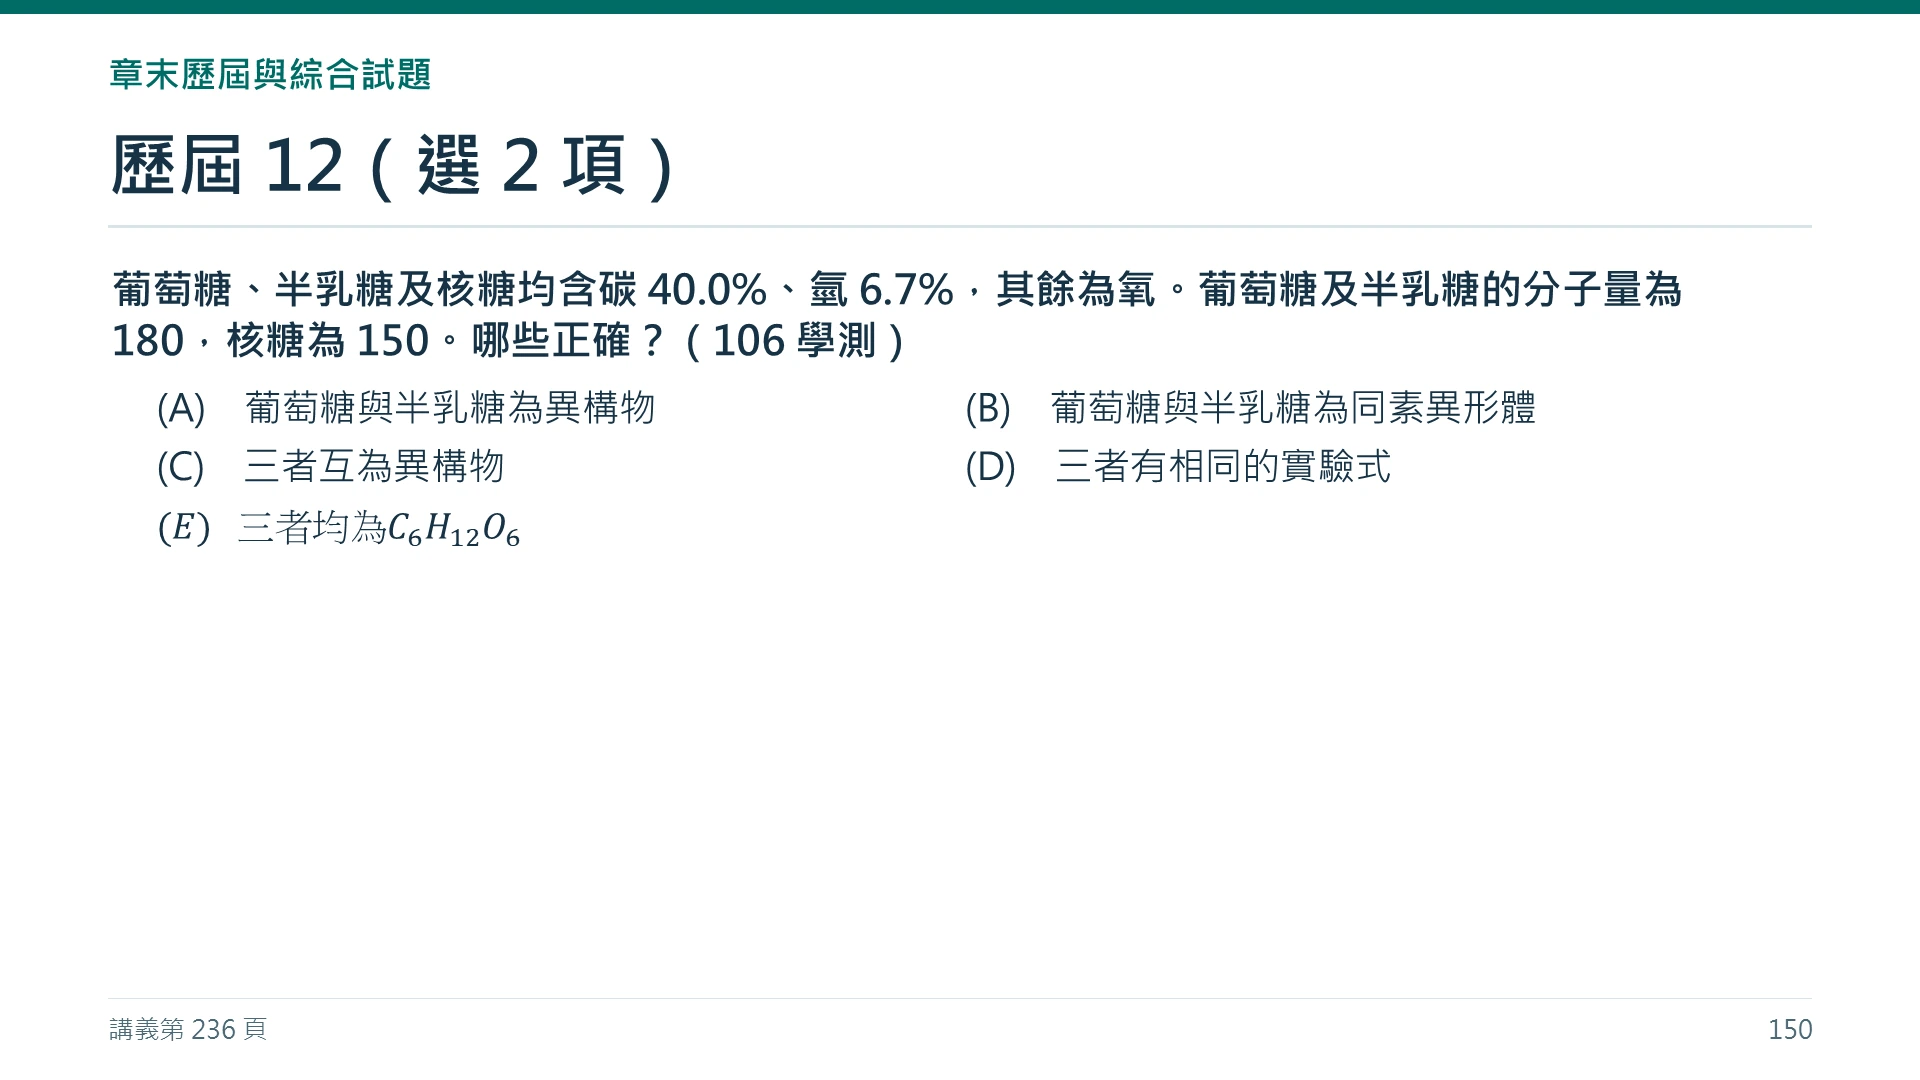 章末歷屆與綜合試題
歷屆 12（選 2 項）
葡萄糖、半乳糖及核糖均含碳 40.0%、氫 6.7%，其餘為氧。葡萄糖及半乳糖的分子量為
180，核糖為 150。哪些正確？（106 學測）
(A) 葡萄糖與半乳糖為異構物
(B) 葡萄糖與半乳糖為同素異形體
(C) 三者互為異構物
(D) 三者有相同的實驗式
(E) 三者均為C₆H₁₂O₆
講義第 236 頁
150